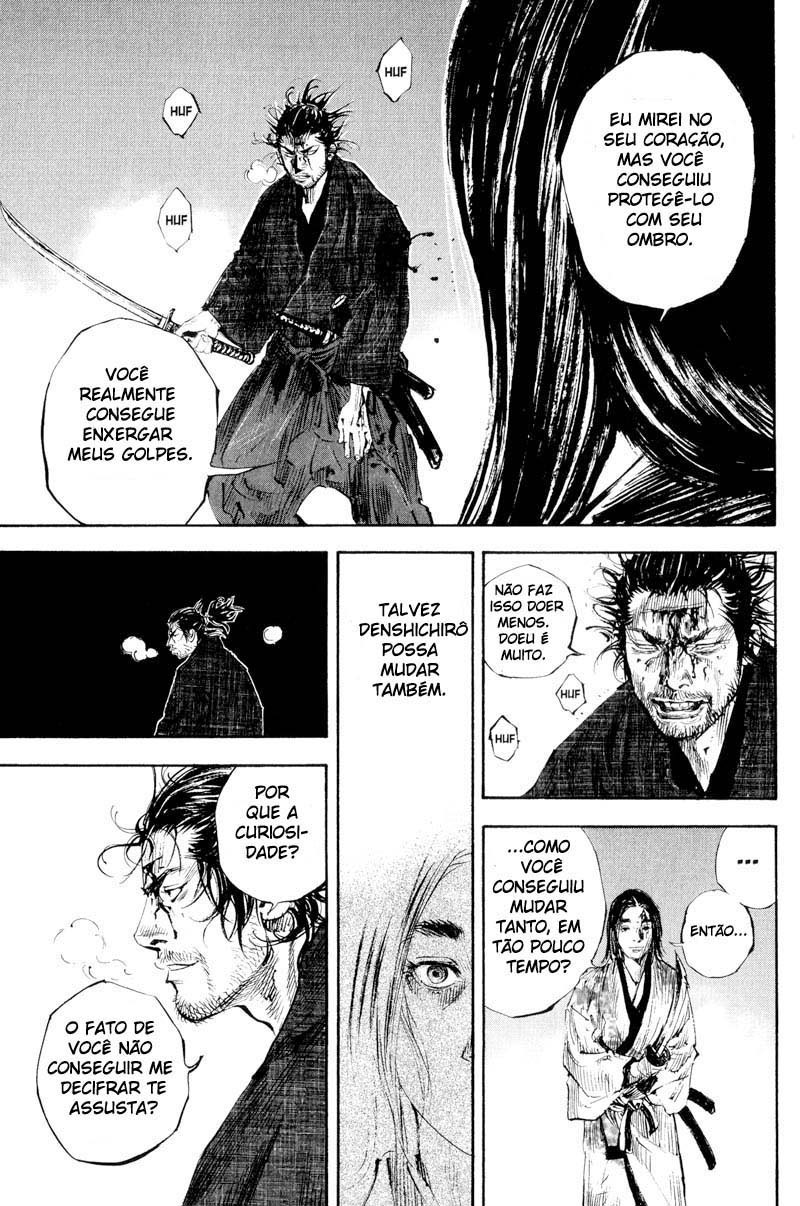 EU MIREI NO
SEU CORAÇÃO,
MAS VOCÊ
CONSEGUIU
PROTEGÊ-LO
COM SEU
OMBRO.
HUF
HUF
HUF
VOCÊ
REALMENTE
CONSEGUE
ENXERGAR
MEUS GOLPES.
NÃO FAZ
ISSO DOER
MENOS.
DOEU É
MUITO.
HUF
HUF
...
ENTÃO...
...COMO
VOCÊ
CONSEGUIU
MUDAR
TANTO, EM
TÃO POUCO
TEMPO?
TALVEZ
DENSHICHIRÔ
POSSA
MUDAR
TAMBÉM.
POR
QUE A
CURIOSI-
DADE?
O FATO DE
VOCÊ NÃO
CONSEGUIR ME
DECIFRAR TE
ASSUSTA?